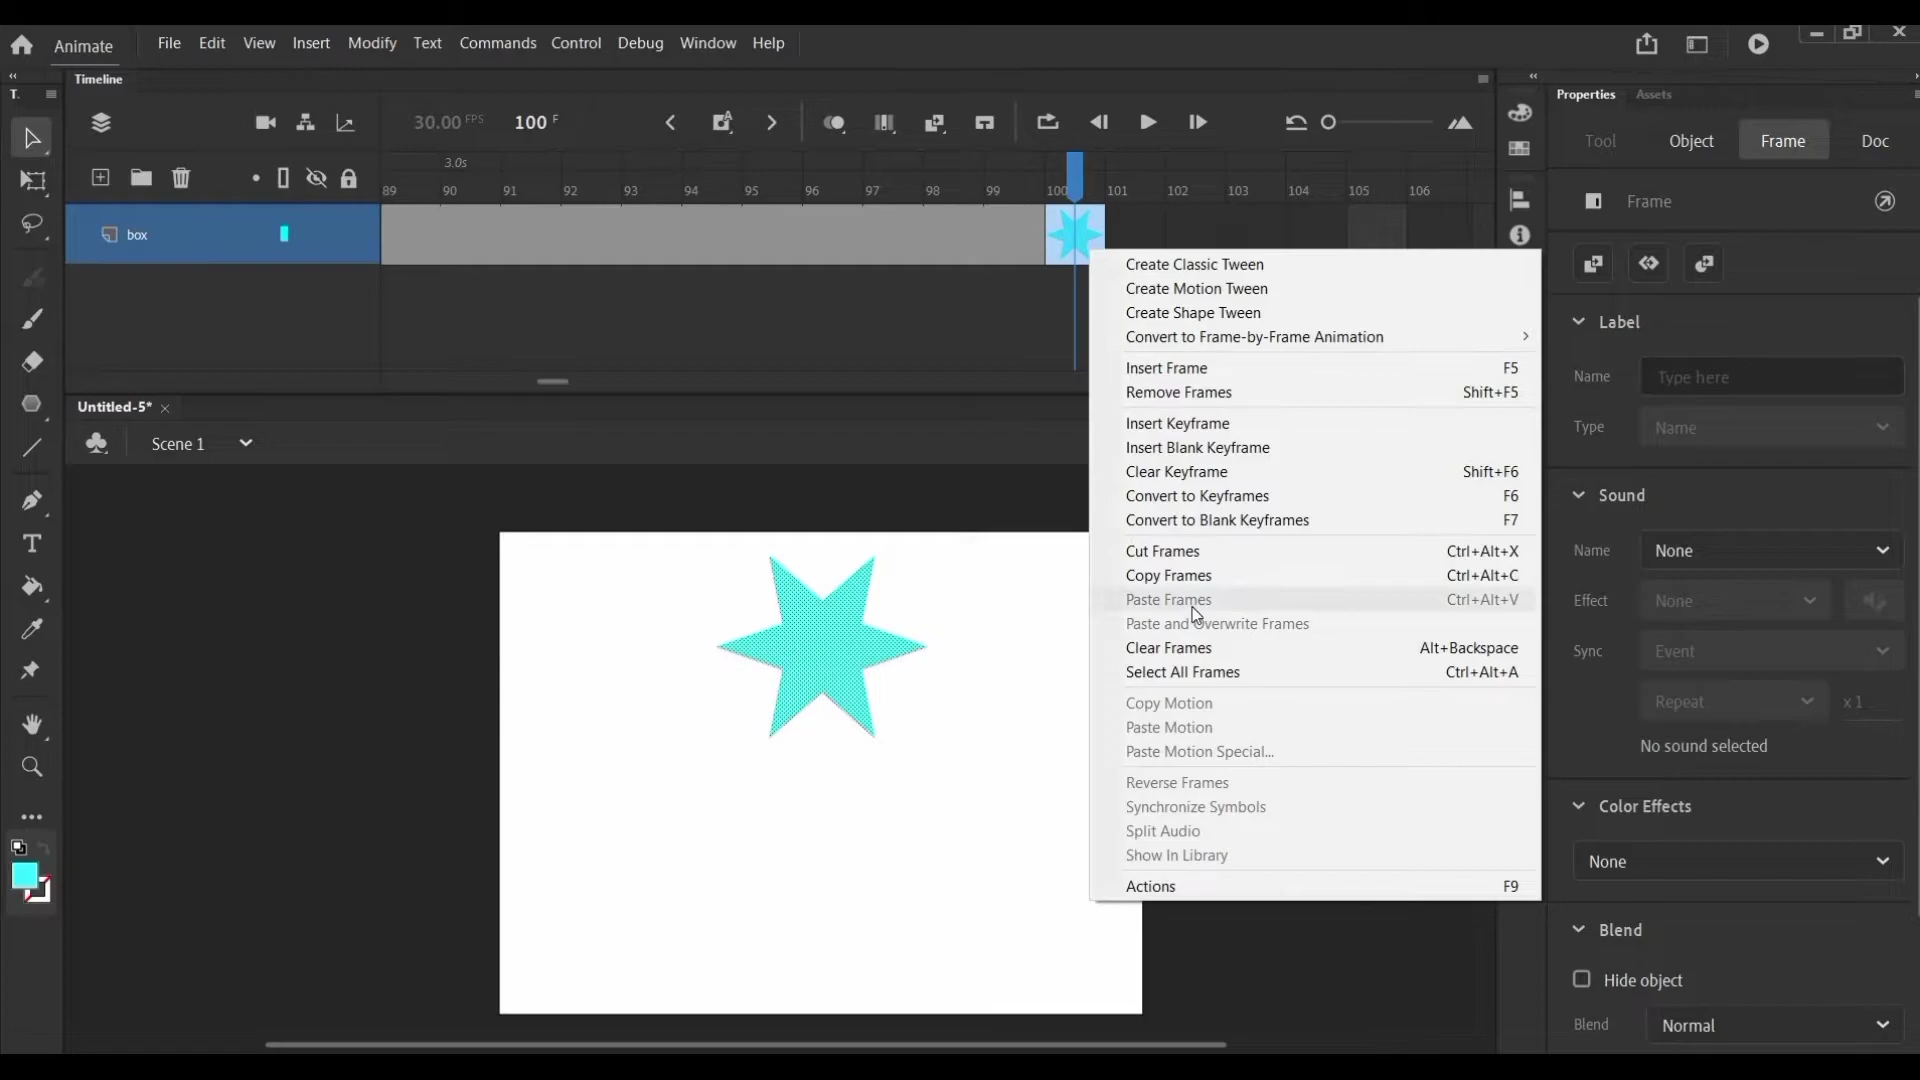 Animate File Edit View Insert Modify Text Commands Control Debug Window Help
T. Timeline Properties Assets
30.00 FPS 100 F
Tool Object Frame Doc
3.0s
89 90 91 92 93 94 95 96 97 98 99 100 101 102 103 104 105 106
Frame
box
Create Classic Tween
Create Motion Tween
Create Shape Tween
Convert to Frame-by-Frame Animation
Insert Frame F5
Remove Frames Shift+F5
Insert Keyframe
Insert Blank Keyframe
Clear Keyframe Shift+F6
Convert to Keyframes F6
Convert to Blank Keyframes F7
Cut Frames Ctrl+Alt+X
Copy Frames Ctrl+Alt+C
Paste Frames Ctrl+Alt+V
Paste and Overwrite Frames
Clear Frames Alt+Backspace
Select All Frames Ctrl+Alt+A
Copy Motion
Paste Motion
Paste Motion Special...
Reverse Frames
Synchronize Symbols
Split Audio
Show In Library
Actions F9
Label
Name Type here
Type Name
Sound
Name None
Effect None
Sync Event
Repeat x 1
No sound selected
Color Effects
None
Blend
Hide object
Blend Normal
Untitled-5*
Scene 1